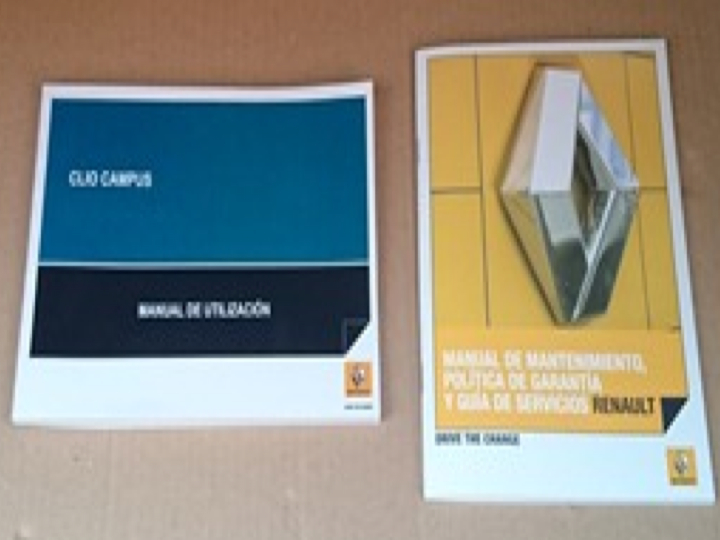 CLIO CAMPUS
MANUAL DE UTILIZACIÓN
MANUAL DE MANTENIMIENTO,
POLÍTICA DE GARANTÍA
Y GUÍA DE SERVICIOS RENAULT
DRIVE THE CHANGE